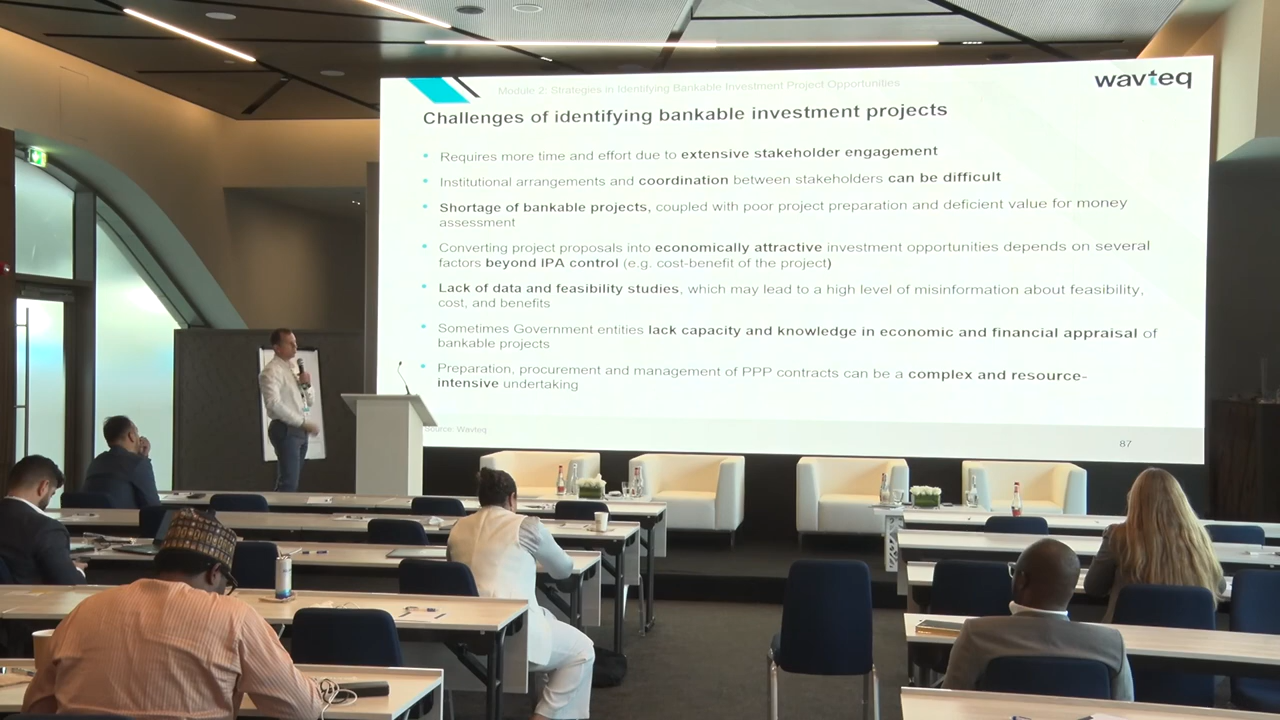 Module 2: Strategies in Identifying Bankable Investment Project Opportunities
wavteq
Challenges of identifying bankable investment projects
Requires more time and effort due to extensive stakeholder engagement
Institutional arrangements and coordination between stakeholders can be difficult
Shortage of bankable projects, coupled with poor project preparation and deficient value for money
assessment
Converting project proposals into economically attractive investment opportunities depends on several
factors beyond IPA control (e.g. cost-benefit of the project)
Lack of data and feasibility studies, which may lead to a high level of misinformation about feasibility,
cost, and benefits
Sometimes Government entities lack capacity and knowledge in economic and financial appraisal of
bankable projects
Preparation, procurement and management of PPP contracts can be a complex and resource-
intensive undertaking
Source: Wavteq
87